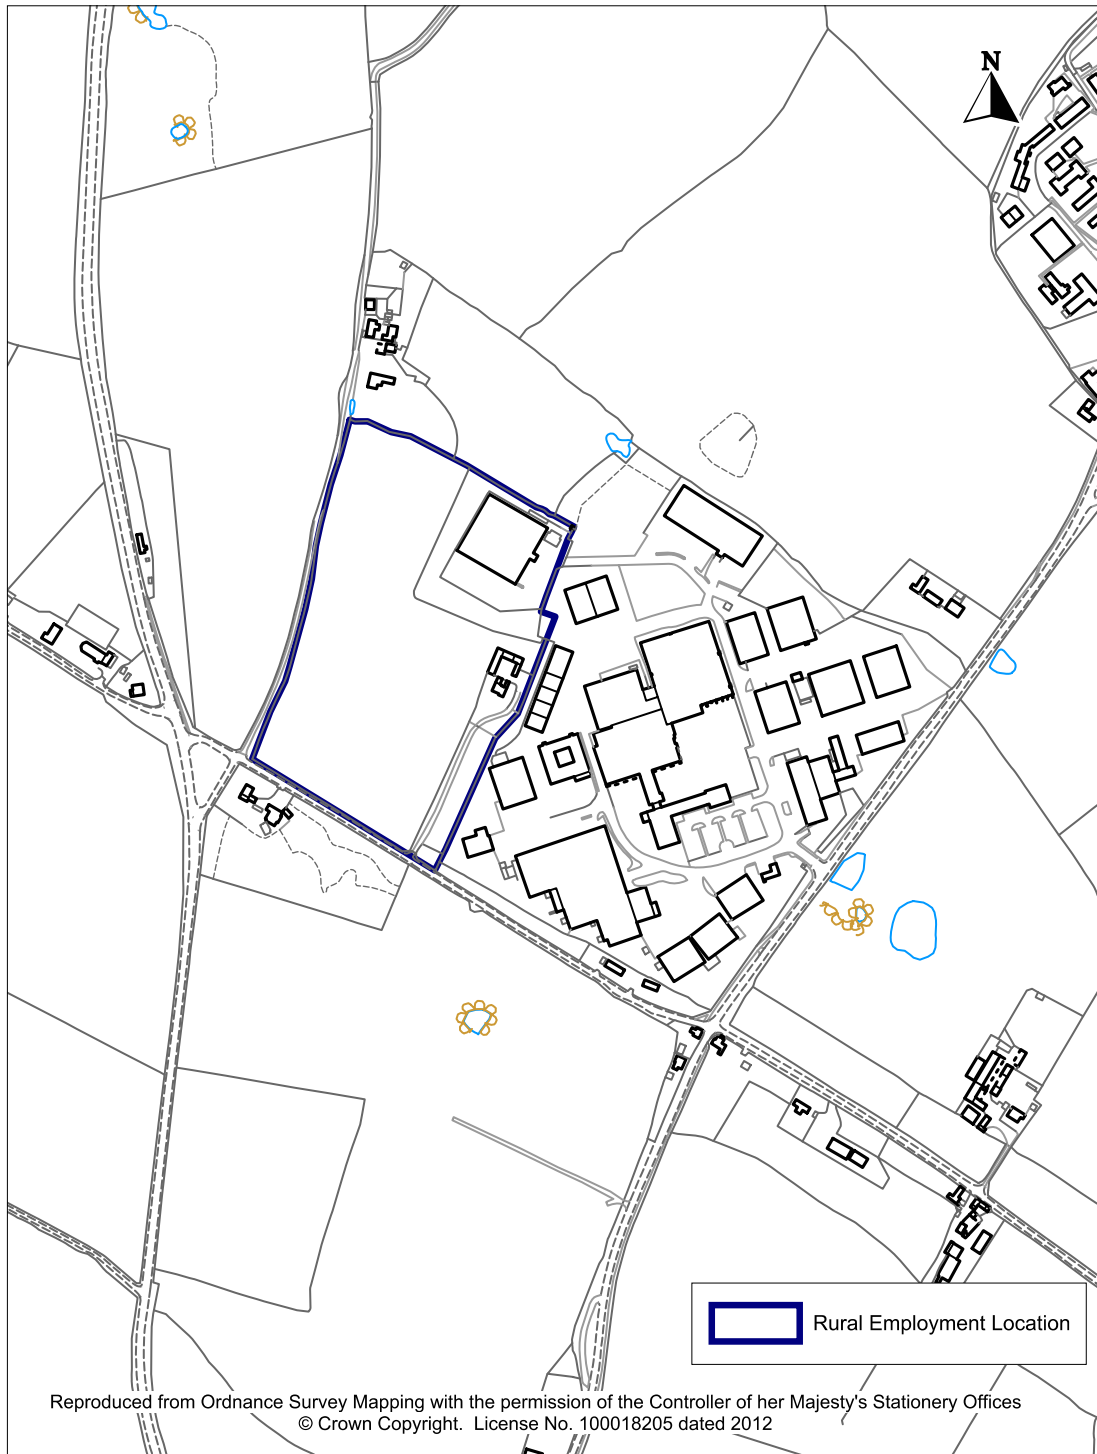 N
Rural Employment Location
Reproduced from Ordnance Survey Mapping with the permission of the Controller of her Majesty's Stationery Offices
© Crown Copyright. License No. 100018205 dated 2012